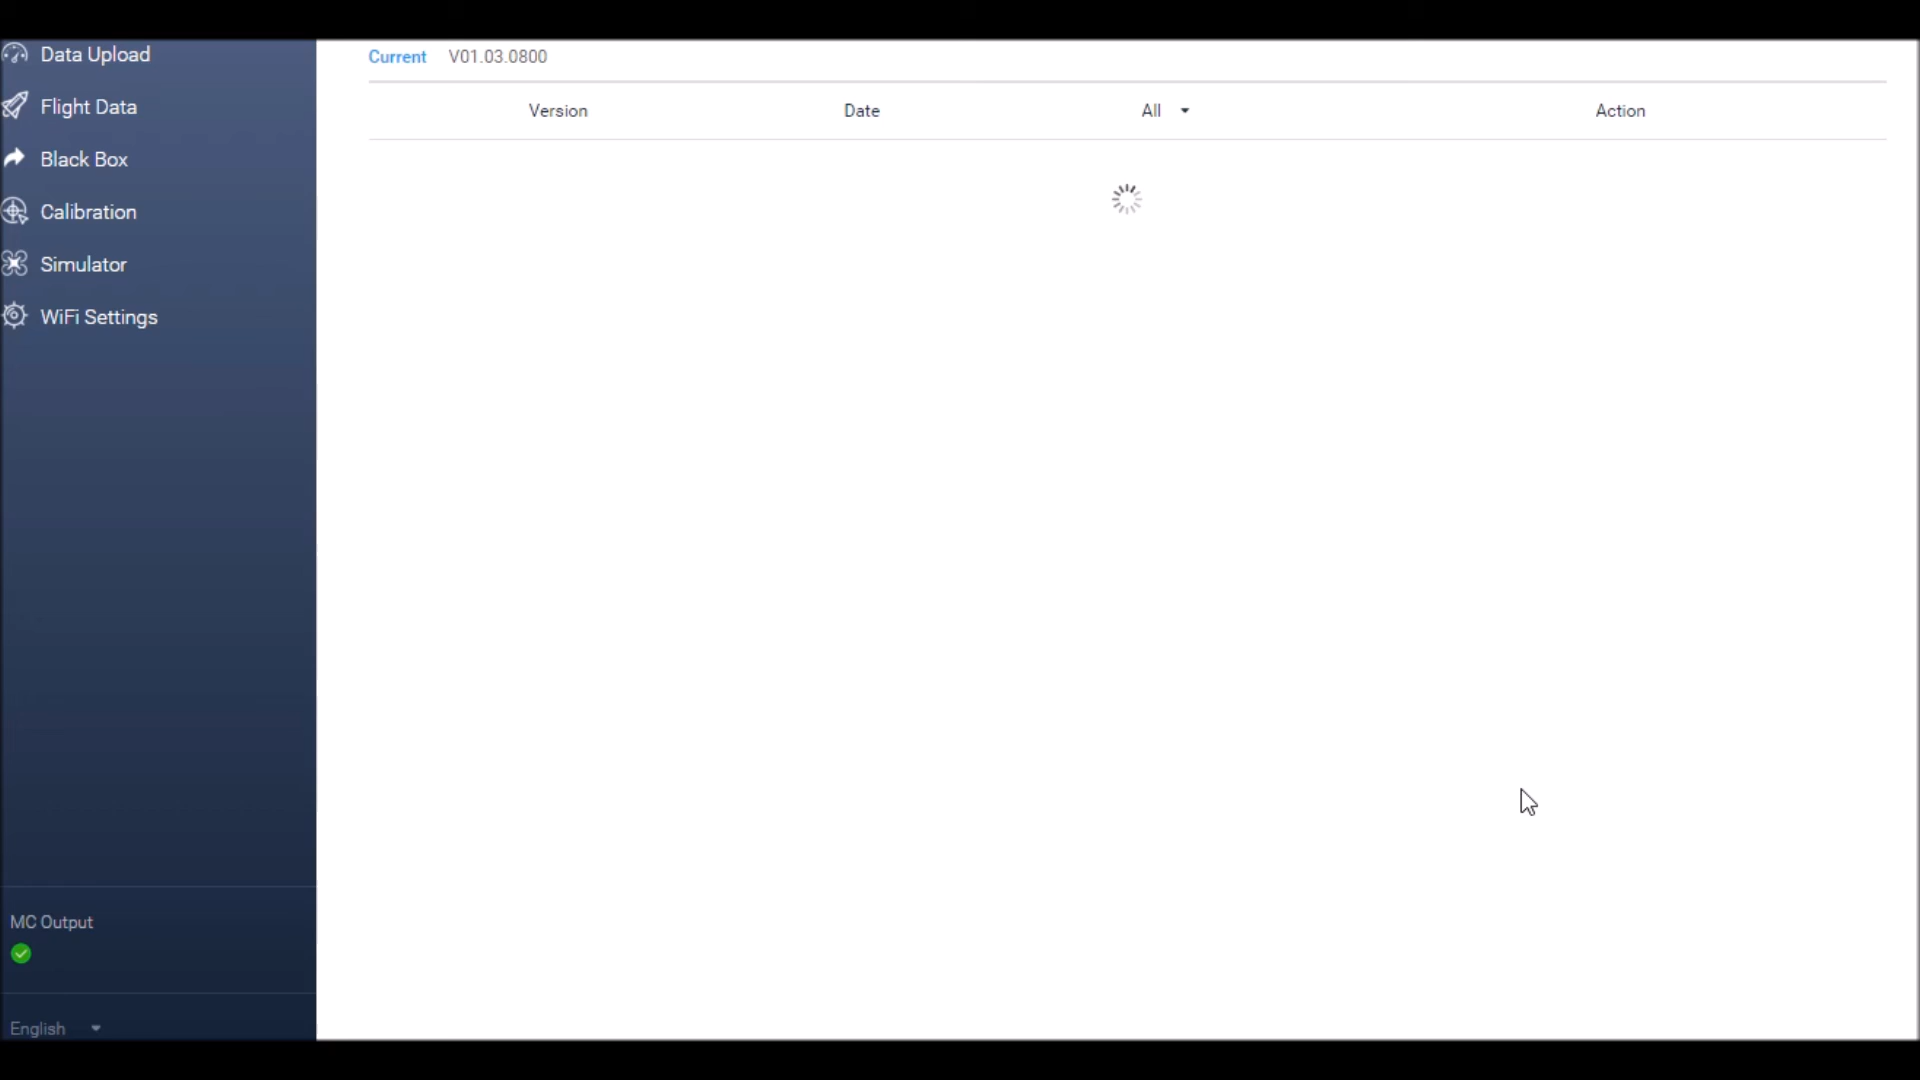 Data Upload
Flight Data
Black Box
Calibration
Simulator
WiFi Settings
MC Output
English
Current V01.03.0800
Version Date All Action